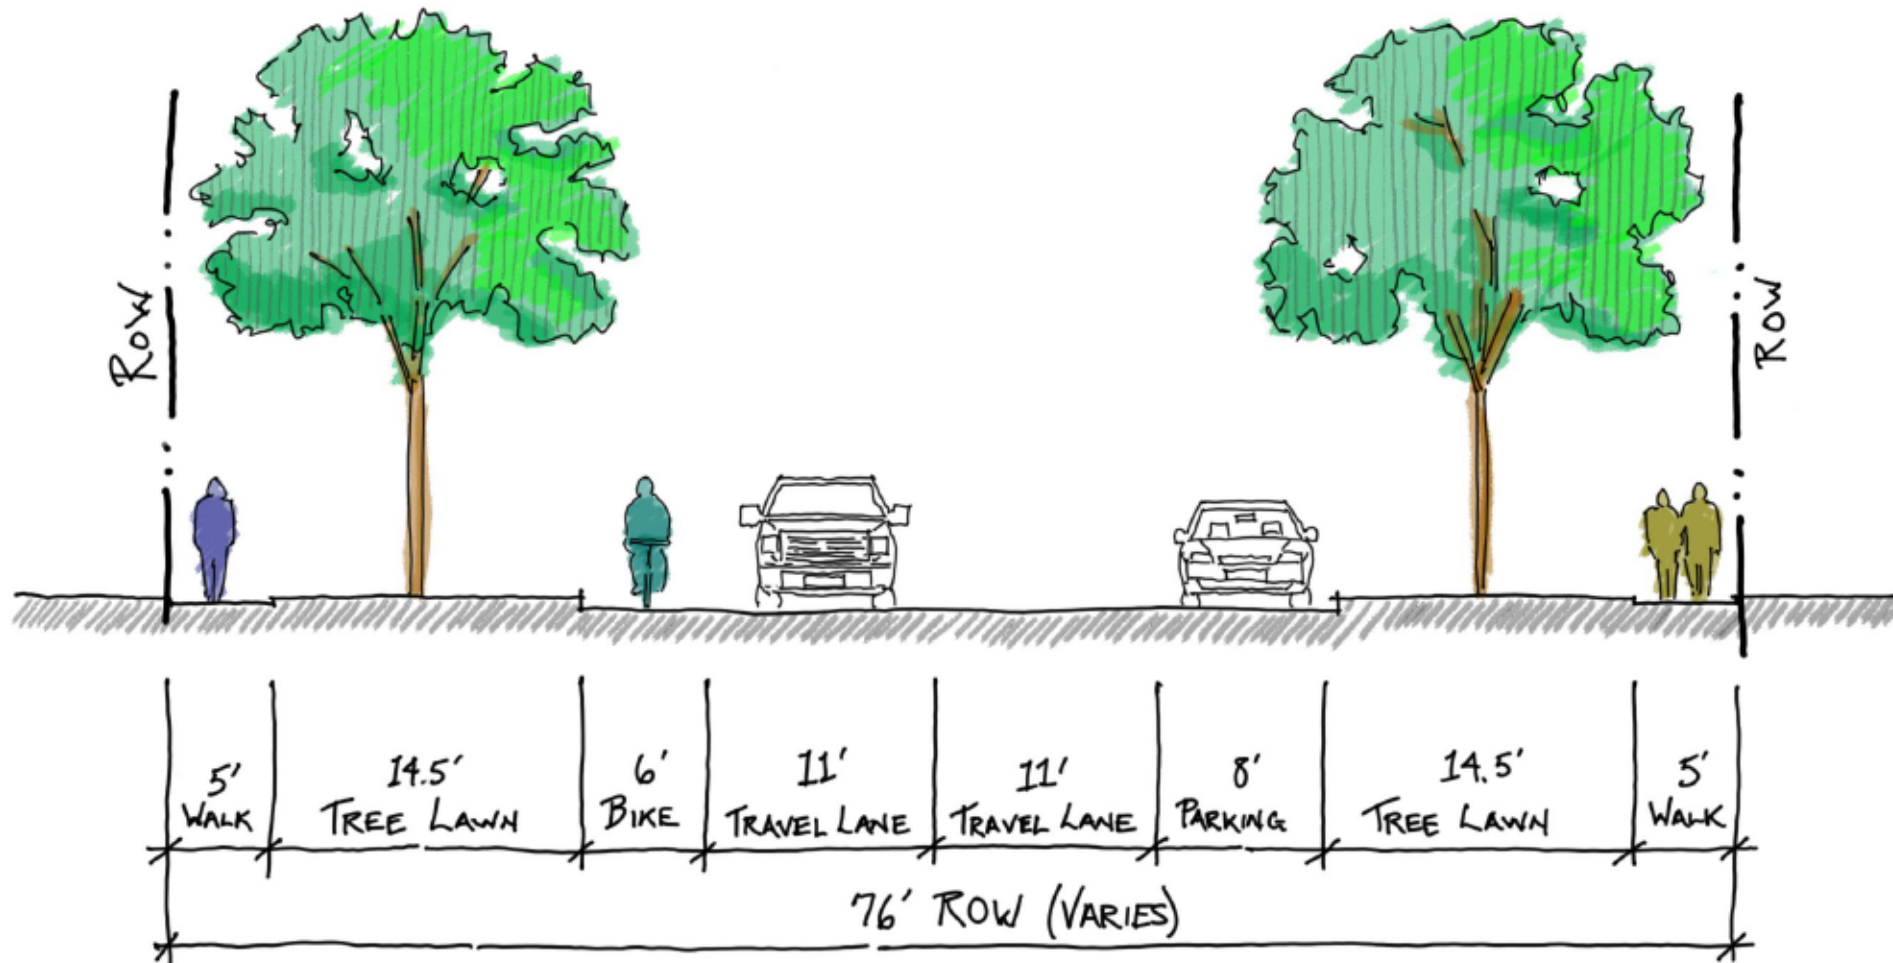 ROW
ROW
5'
WALK
14.5'
TREE LAWN
6'
BIKE
11'
TRAVEL LANE
11'
TRAVEL LANE
8'
PARKING
14.5'
TREE LAWN
5'
WALK
76' ROW (VARIES)